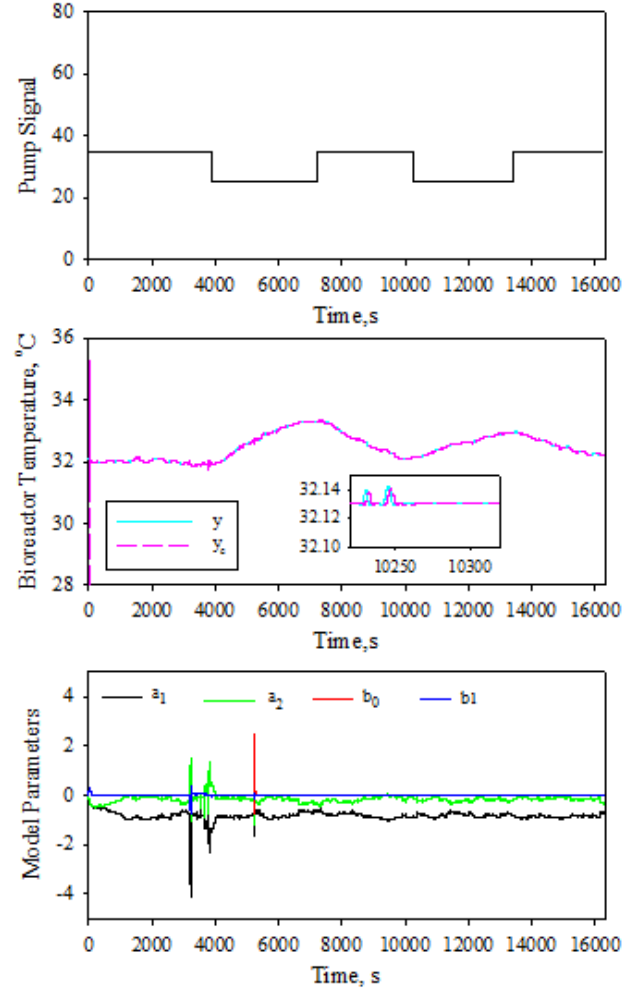 80
60
40
20
0
Pump Signal
0 2000 4000 6000 8000 10000 12000 14000 16000
Time,s
36
34
32
30
28
Bioreactor Temperature, °C
y
yₑ
32.14
32.13
32.10
10250 10300
0 2000 4000 6000 8000 10000 12000 14000 16000
Time,s
4
2
0
-2
-4
Model Parameters
a₁ a₂ b₀ b1
0 2000 4000 6000 8000 10000 12000 14000 16000
Time, s